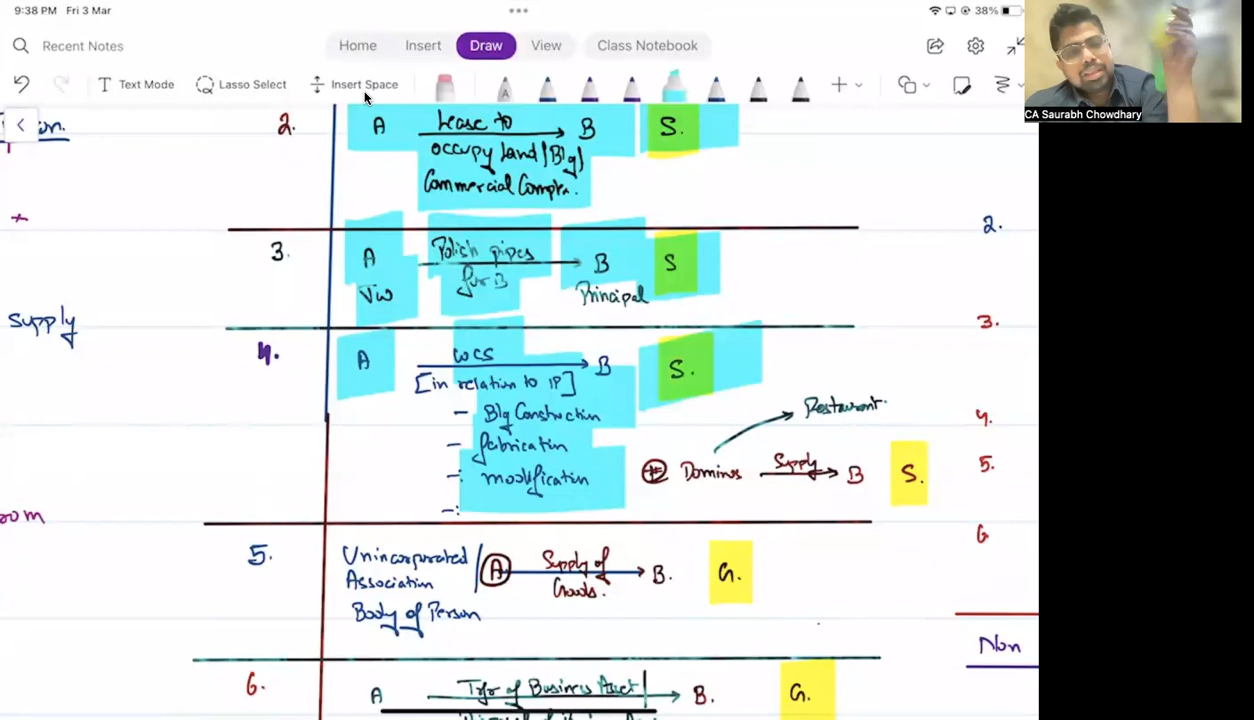 9:38 PM Fri 3 Mar
38%
Recent Notes
Home Insert Draw View Class Notebook
Text Mode Lasso Select Insert Space
CA Saurabh Chowdhary
2. A Lease to B S.
occupy Land/Blg)
Commercial Complex.
2.
3. A Polish pipes B S
for B
J/w Principal
Supply
3.
4. A WCS B S.
[in relation to IP]
- Blg Construction
Restaurant.
4.
- fabrication
5.
- modification
Dominos Supply B S.
oom
6
5. Unincorporated / A Supply of B. G.
Association Goods.
Body of Person
Non
6. A Trfr of Business Asset B. G.